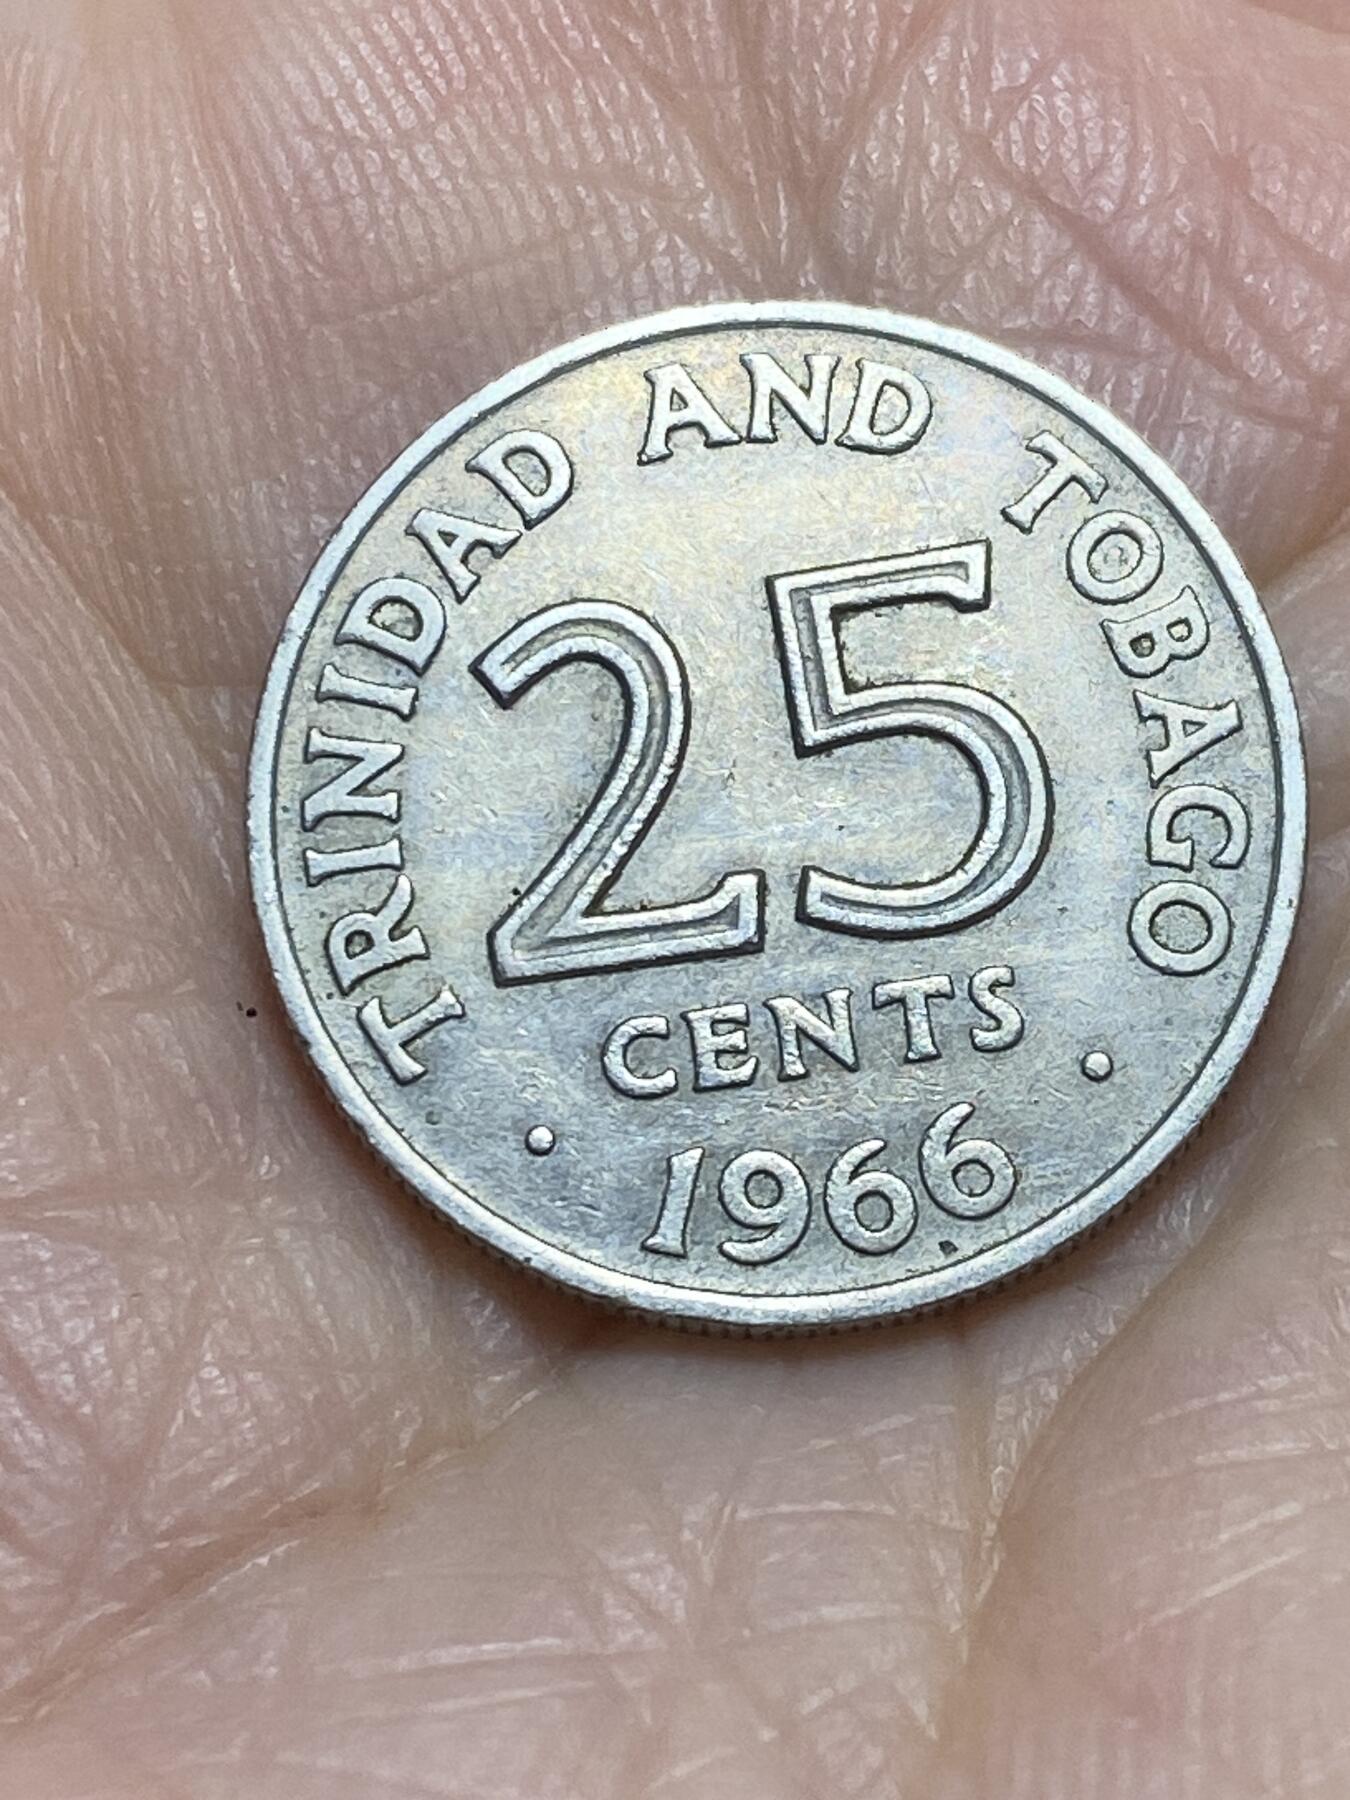 TRINIDAD AND TOBAGO
25
CENTS
1966